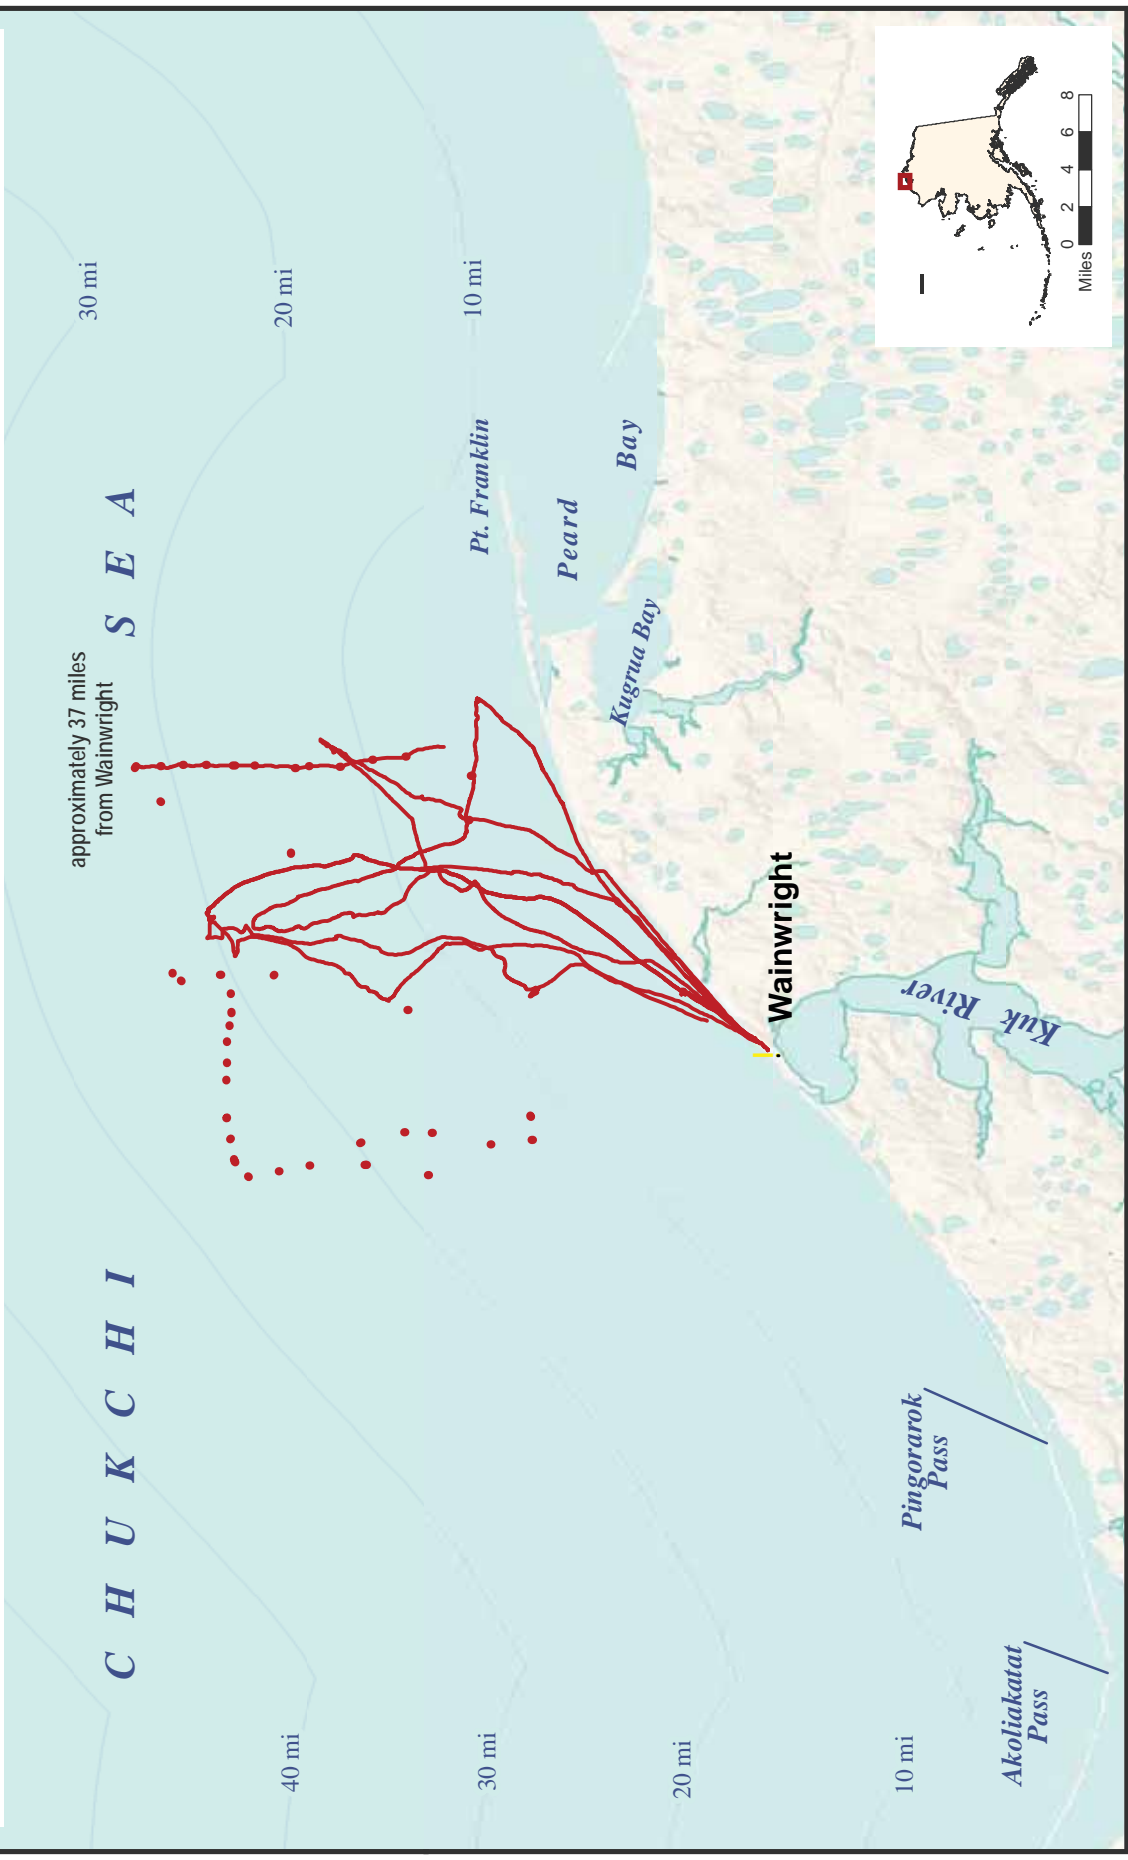 approximately 37 miles
from Wainwright
CHUKCHI SEA
30 mi
20 mi
10 mi
40 mi
30 mi
20 mi
10 mi
Pt. Franklin
Peard
Bay
Kugrua Bay
Wainwright
Kuk River
Pingorarok
Pass
Akoliakatat
Pass
Miles
0 2 4 6 8